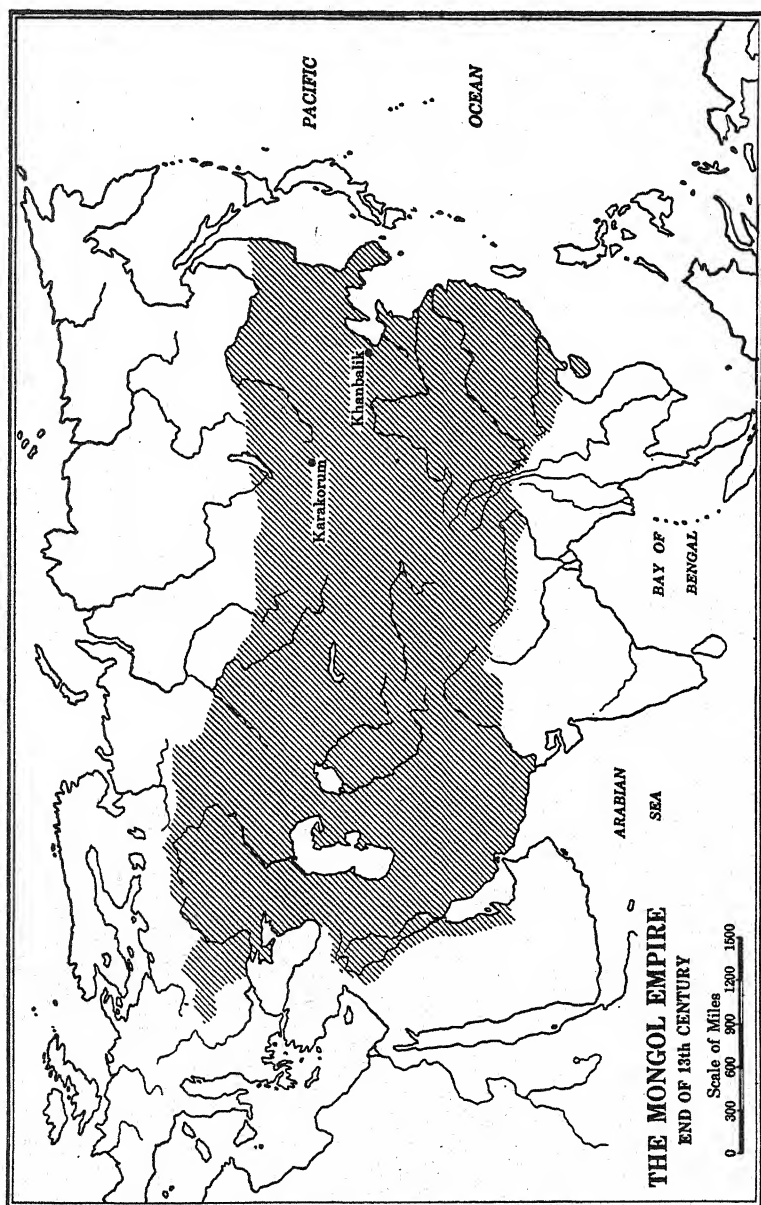 THE MONGOL EMPIRE
END OF 13th CENTURY
Scale of Miles
0 300 600 900 1200 1500
ARABIAN
SEA
BAY OF
BENGAL
Karakorum
Khanbalik
PACIFIC
OCEAN